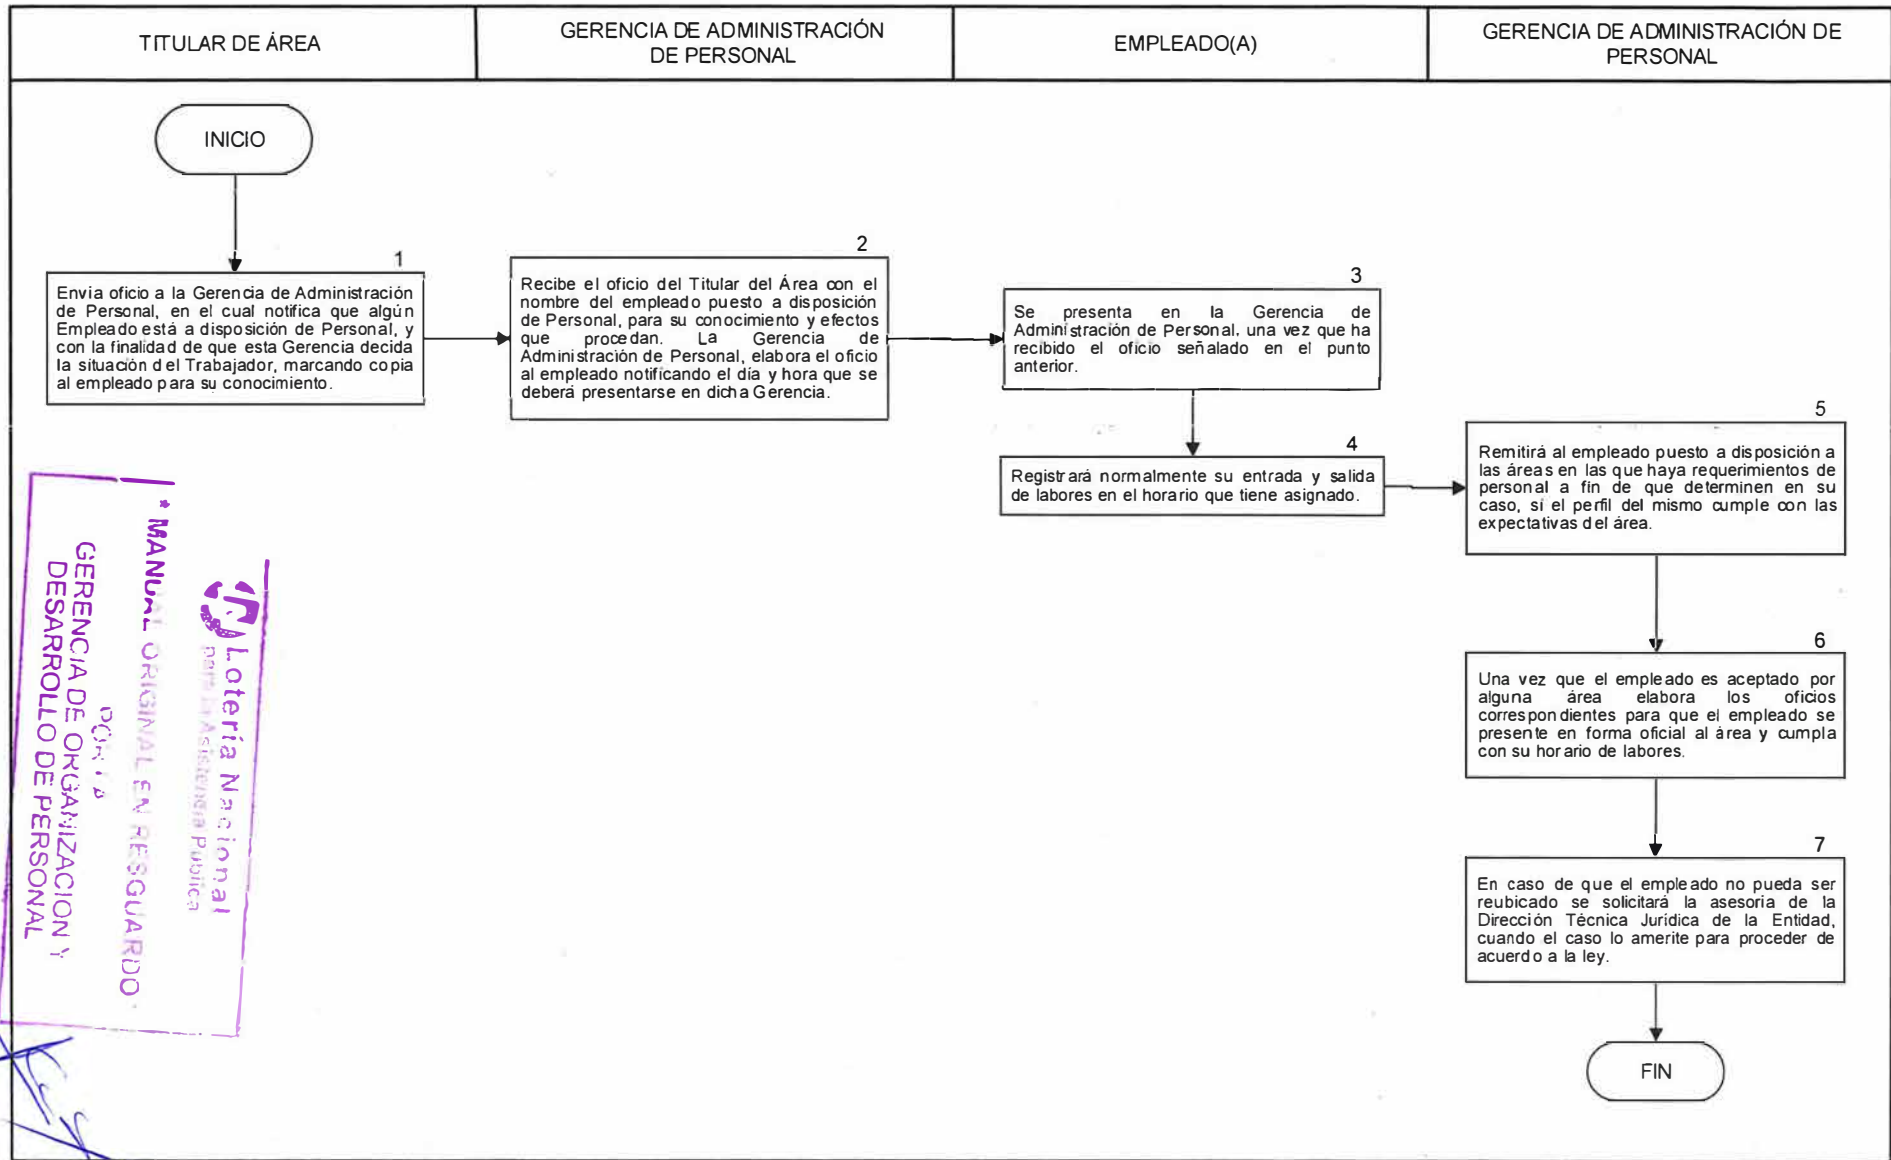 TITULAR DE ÁREA
GERENCIA DE ADMINISTRACIÓN
DE PERSONAL
EMPLEADO(A)
GERENCIA DE ADMINISTRACIÓN DE
PERSONAL
INICIO
1
Envia oficio a la Gerencia de Administración
de Personal, en el cual notifica que algún
Empleado está a disposición de Personal, y
con la finalidad de que esta Gerencia decida
la situación del Trabajador, marcando copia
al empleado para su conocimiento.
2
Recibe el oficio del Titular del Área con el
nombre del empleado puesto a disposición
de Personal, para su conocimiento y efectos
que procedan. La Gerencia de
Administración de Personal, elabora el oficio
al empleado notificando el día y hora que se
deberá presentarse en dicha Gerencia.
3
Se presenta en la Gerencia de
Administración de Personal, una vez que ha
recibido el oficio señalado en el punto
anterior.
4
Registrará normalmente su entrada y salida
de labores en el horario que tiene asignado.
5
Remitirá al empleado puesto a disposición a
las áreas en las que haya requerimientos de
personal a fin de que determinen en su
caso, si el perfil del mismo cumple con las
expectativas del área.
6
Una vez que el empleado es aceptado por
alguna área elabora los oficios
correspondientes para que el empleado se
presente en forma oficial al área y cumpla
con su horario de labores.
7
En caso de que el empleado no pueda ser
reubicado se solicitará la asesoría de la
Dirección Técnica Jurídica de la Entidad,
cuando el caso lo amerite para proceder de
acuerdo a la ley.
FIN
Lotería Nacional
para la Asistencia Pública
* MANUAL ORIGINAL EN RESGUARDO
POR LA
GERENCIA DE ORGANIZACION Y
DESARROLLO DE PERSONAL